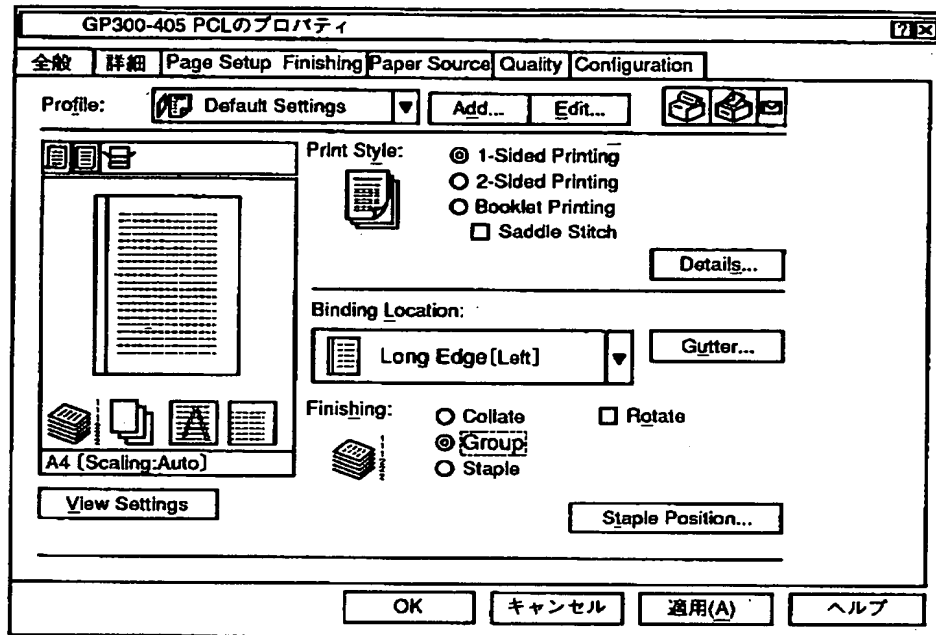 GP300-405 PCLのプロパティ
全般 詳細 Page Setup Finishing Paper Source Quality Configuration
Profile: Default Settings Add... Edit...
Print Style: 1-Sided Printing
2-Sided Printing
Booklet Printing
Saddle Stitch
Details...
Binding Location:
Long Edge [Left] Gutter...
Finishing: Collate Rotate
Group
Staple
A4 [Scaling:Auto]
View Settings
Staple Position...
OK キャンセル 適用(A) ヘルプ